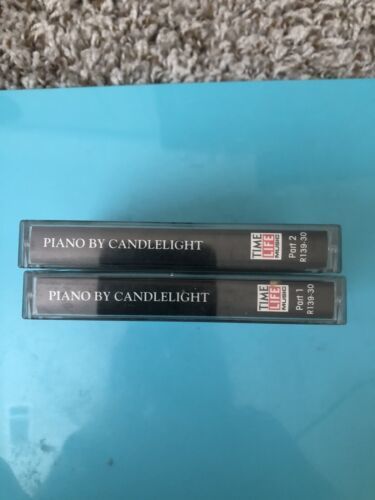 PIANO BY CANDLELIGHT
TIME
LIFE
MUSIC
Part 2
R139-30
PIANO BY CANDLELIGHT
TIME
LIFE
MUSIC
Part 1
R139-30